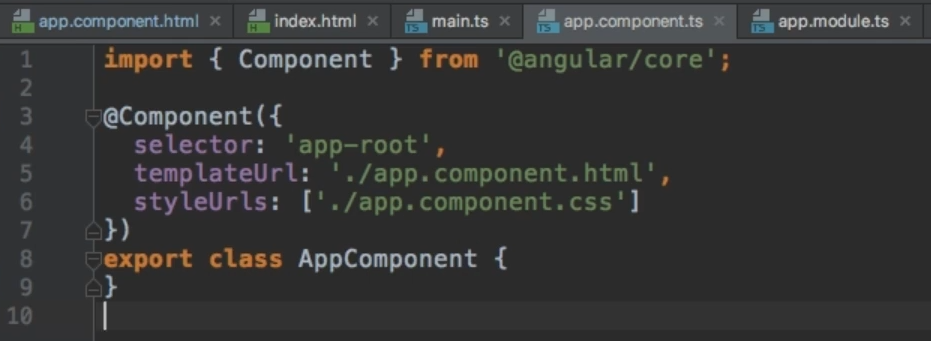 app.component.html × index.html × main.ts × app.component.ts × app.module.ts ×
1 import { Component } from '@angular/core';
2
3 @Component({
4   selector: 'app-root',
5   templateUrl: './app.component.html',
6   styleUrls: ['./app.component.css']
7 })
8 export class AppComponent {
9 }
10